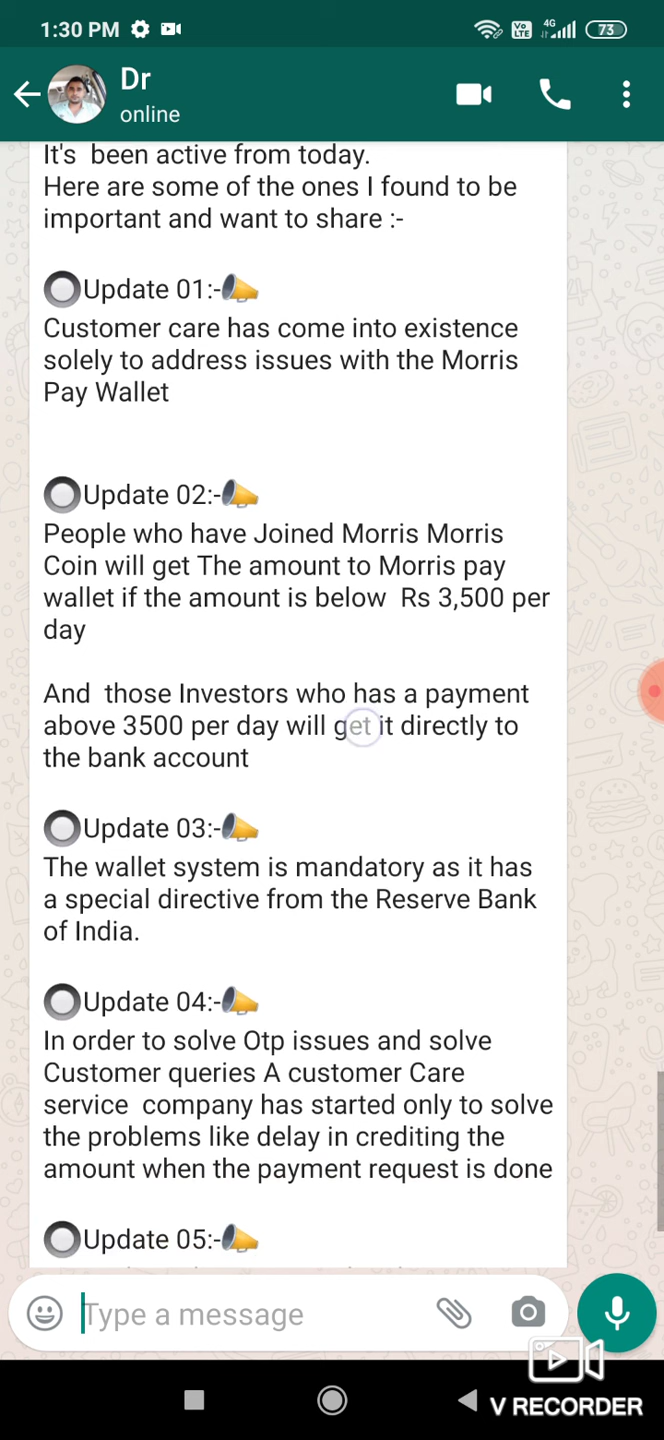 1:30 PM
Vo LTE 4G 73
Dr
online
It's been active from today.
Here are some of the ones I found to be
important and want to share :-
Update 01:-
Customer care has come into existence
solely to address issues with the Morris
Pay Wallet
Update 02:-
People who have Joined Morris Morris
Coin will get The amount to Morris pay
wallet if the amount is below Rs 3,500 per
day
And those Investors who has a payment
above 3500 per day will get it directly to
the bank account
Update 03:-
The wallet system is mandatory as it has
a special directive from the Reserve Bank
of India.
Update 04:-
In order to solve Otp issues and solve
Customer queries A customer Care
service company has started only to solve
the problems like delay in crediting the
amount when the payment request is done
Update 05:-
Type a message
V RECORDER